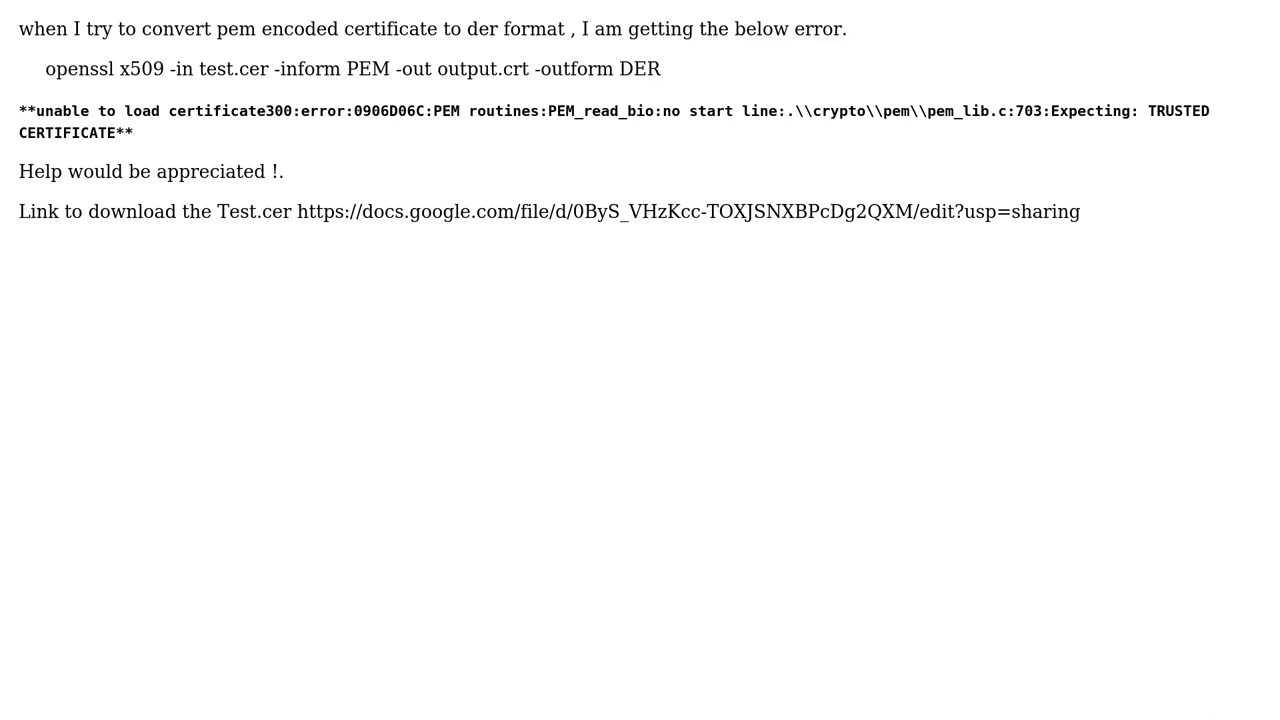 when I try to convert pem encoded certificate to der format , I am getting the below error.
openssl x509 -in test.cer -inform PEM -out output.crt -outform DER
**unable to load certificate300:error:0906D06C:PEM routines:PEM_read_bio:no start line:.\\crypto\\pem\\pem_lib.c:703:Expecting: TRUSTED
CERTIFICATE**
Help would be appreciated !.
Link to download the Test.cer https://docs.google.com/file/d/0ByS_VHzKcc-TOXJSNXBPcDg2QXM/edit?usp=sharing